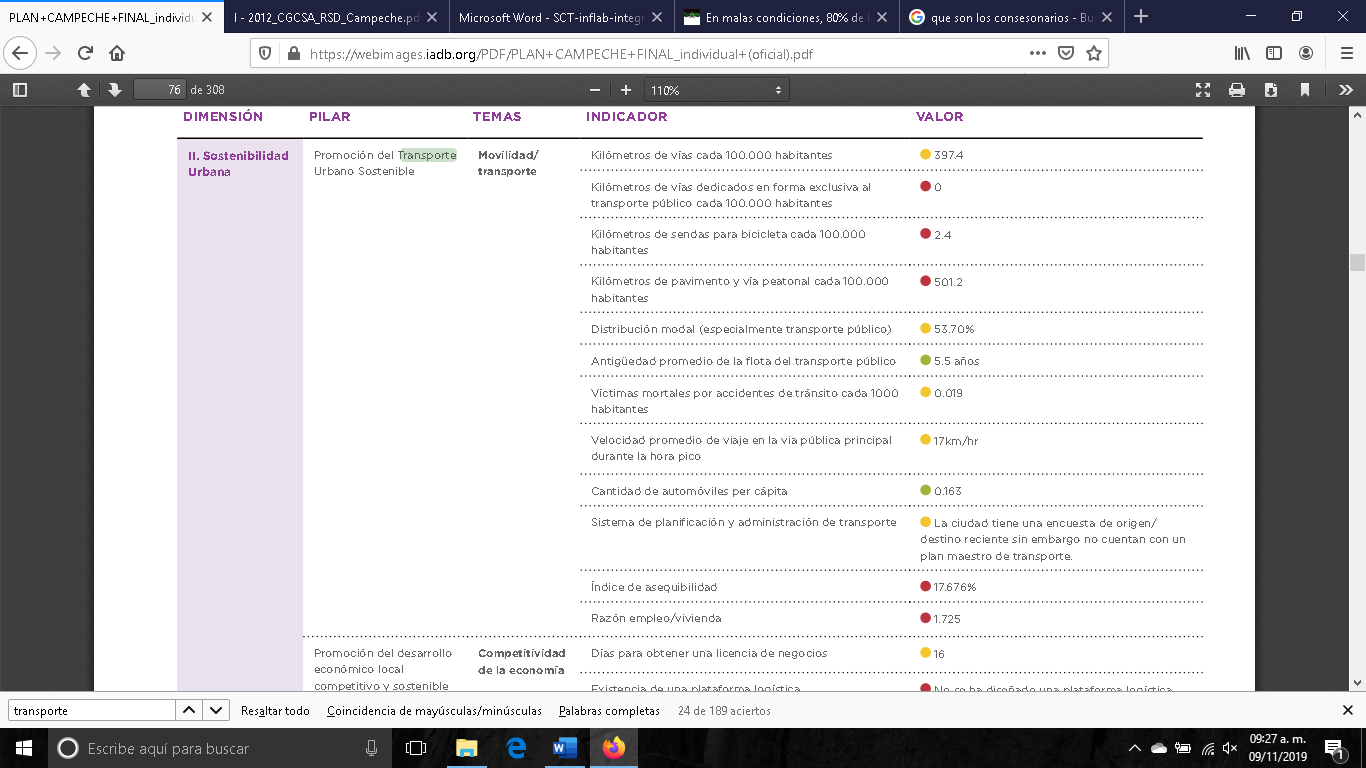 PLAN+CAMPECHE+FINAL_individu
I - 2012_CGCSA_RSD_Campeche.pd
Microsoft Word - SCT-inflab-integr
En malas condiciones, 80% de
que son los consesonarios - Bu
https://webimages.iadb.org/PDF/PLAN+CAMPECHE+FINAL_individual+(oficial).pdf
76 de 308
110%
DIMENSIÓN PILAR TEMAS INDICADOR VALOR
II. Sostenibilidad Urbana
Promoción del Transporte
Urbano Sostenible
Movilidad/
transporte
Kilómetros de vías cada 100.000 habitantes 397.4
Kilómetros de vías dedicados en forma exclusiva al
transporte público cada 100.000 habitantes
0
Kilómetros de sendas para bicicleta cada 100.000
habitantes
2.4
Kilómetros de pavimento y vía peatonal cada 100.000
habitantes
501.2
Distribución modal (especialmente transporte público) 53.70%
Antigüedad promedio de la flota del transporte público 5.5 años
Víctimas mortales por accidentes de tránsito cada 1000
habitantes
0.019
Velocidad promedio de viaje en la via pública principal
durante la hora pico
17km/hr
Cantidad de automóviles per cápita 0.163
Sistema de planificación y administración de transporte
La ciudad tiene una encuesta de origen/
destino reciente sin embargo no cuentan con un
plan maestro de transporte.
Índice de asequibilidad 17.676%
Razón empleo/vivienda 1.725
Promoción del desarrollo
económico local
competitivo y sostenible
Competitividad
de la economía
Días para obtener una licencia de negocios 16
Existencia de una plataforma logística
No se ha diseñado una plataforma logística
transporte
Resaltar todo Coincidencia de mayúsculas/minúsculas Palabras completas 24 de 189 aciertos
Escribe aquí para buscar
09:27 a. m.
09/11/2019
1